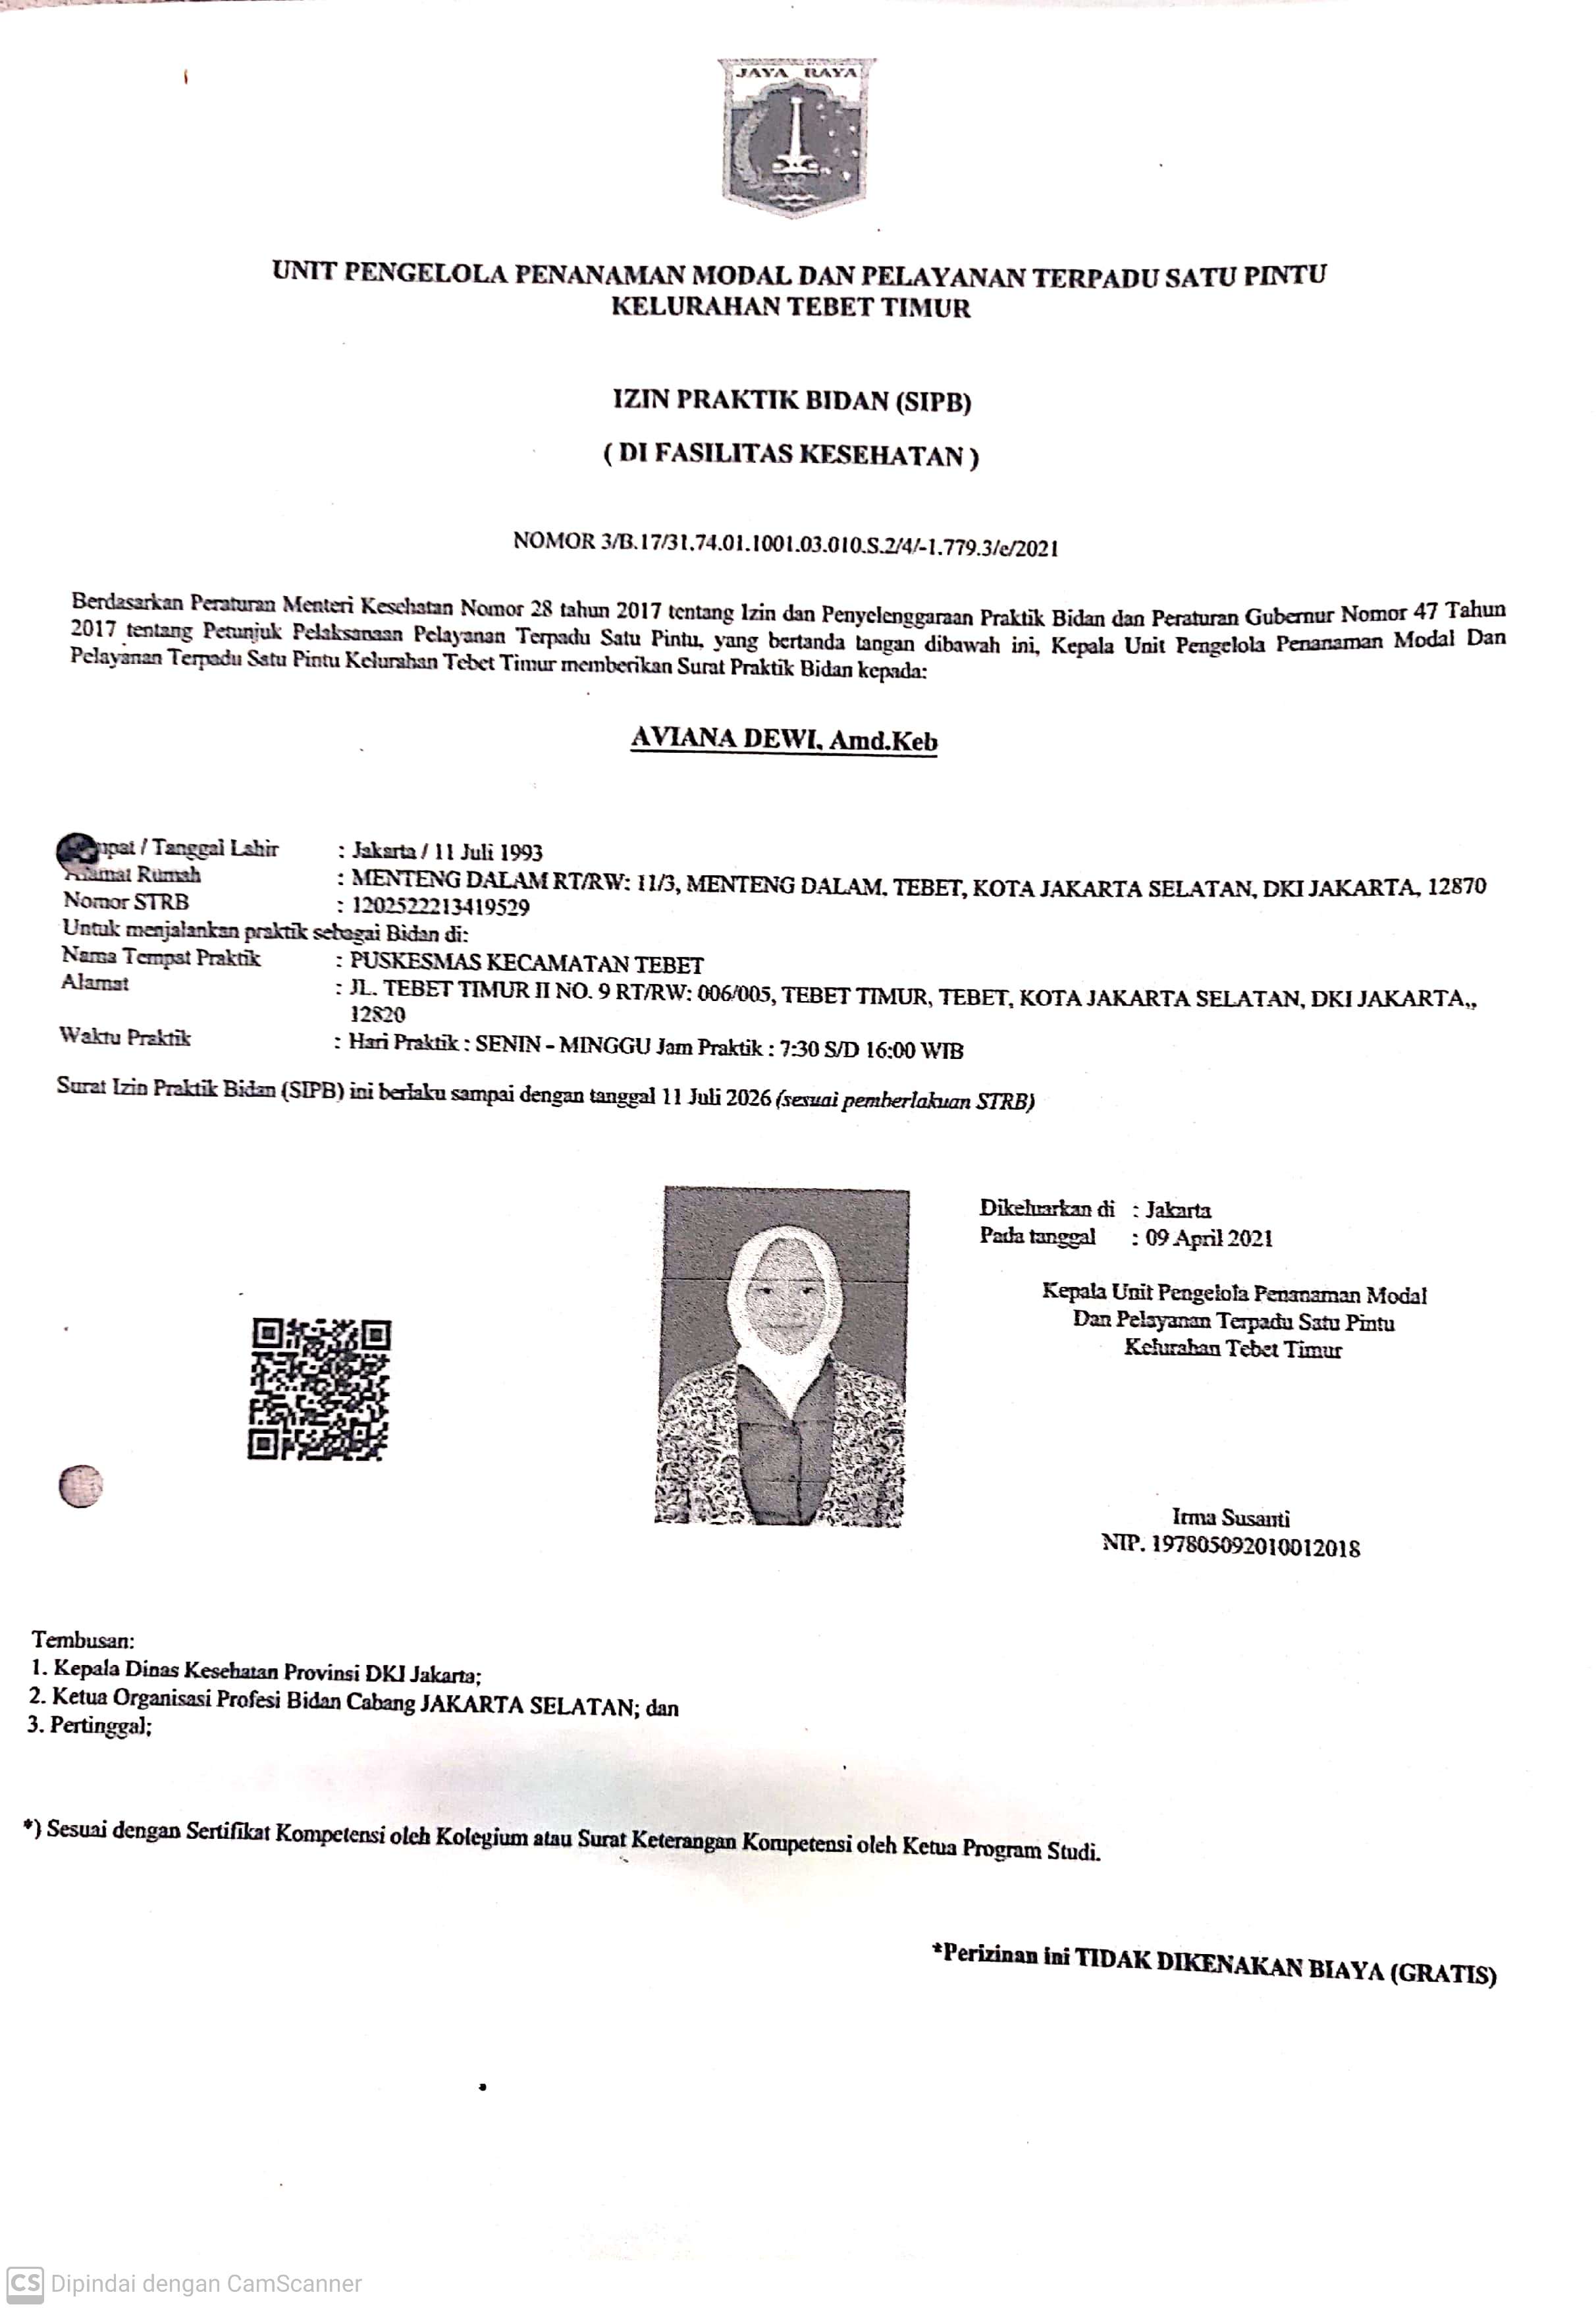 JAYA RAYA
UNIT PENGELOLA PENANAMAN MODAL DAN PELAYANAN TERPADU SATU PINTU
KELURAHAN TEBET TIMUR
IZIN PRAKTIK BIDAN (SIPB)
( DI FASILITAS KESEHATAN )
NOMOR 3/B.17/31.74.01.1001.03.010.S.2/4/-1.779.3/e/2021
Berdasarkan Peraturan Menteri Kesehatan Nomor 28 tahun 2017 tentang Izin dan Penyelenggaraan Praktik Bidan dan Peraturan Gubernur Nomor 47 Tahun
2017 tentang Petunjuk Pelaksanaan Pelayanan Terpadu Satu Pintu, yang bertanda tangan dibawah ini, Kepala Unit Pengelola Penanaman Modal Dan
Pelayanan Terpadu Satu Pintu Kelurahan Tebet Timur memberikan Surat Praktik Bidan kepada:
AVIANA DEWI, Amd.Keb
/ Tanggal Lahir : Jakarta / 11 Juli 1993
Alamat Rumah : MENTENG DALAM RT/RW: 11/3, MENTENG DALAM, TEBET, KOTA JAKARTA SELATAN, DKI JAKARTA, 12870
Nomor STRB : 1202522213419529
Untuk menjalankan praktik sebagai Bidan di:
Nama Tempat Praktik : PUSKESMAS KECAMATAN TEBET
Alamat : JL. TEBET TIMUR II NO. 9 RT/RW: 006/005, TEBET TIMUR, TEBET, KOTA JAKARTA SELATAN, DKI JAKARTA,,
12820
Waktu Praktik : Hari Praktik : SENIN - MINGGU Jam Praktik : 7:30 S/D 16:00 WIB
Surat Izin Praktik Bidan (SIPB) ini berlaku sampai dengan tanggal 11 Juli 2026 (sesuai pemberlakuan STRB)
Dikeluarkan di : Jakarta
Pada tanggal : 09 April 2021
Kepala Unit Pengelola Penanaman Modal
Dan Pelayanan Terpadu Satu Pintu
Kelurahan Tebet Timur
Irma Susanti
NIP. 197805092010012018
Tembusan:
1. Kepala Dinas Kesehatan Provinsi DKI Jakarta;
2. Ketua Organisasi Profesi Bidan Cabang JAKARTA SELATAN; dan
3. Pertinggal;
*) Sesuai dengan Sertifikat Kompetensi oleh Kolegium atau Surat Keterangan Kompetensi oleh Ketua Program Studi.
*Perizinan ini TIDAK DIKENAKAN BIAYA (GRATIS)
CS Dipindai dengan CamScanner